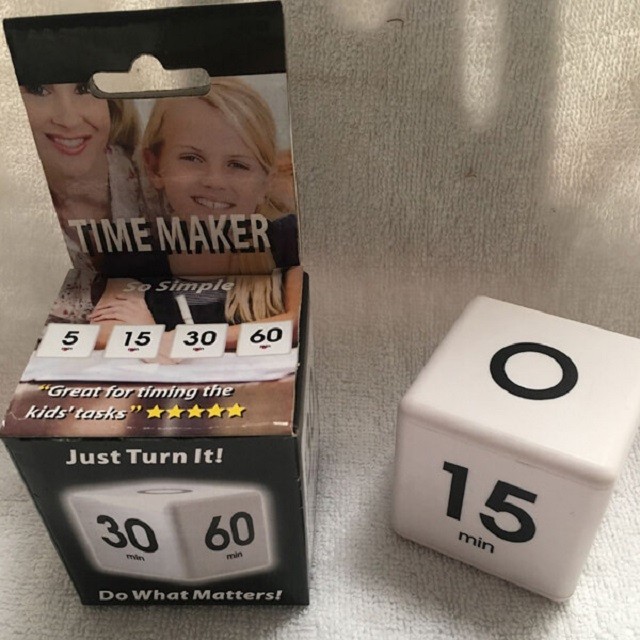 TIME MAKER
So Simple
5 15 30 60
"Great for timing the
kids' tasks"
Just Turn It!
30 min 60 min
Do What Matters!
O
15
min